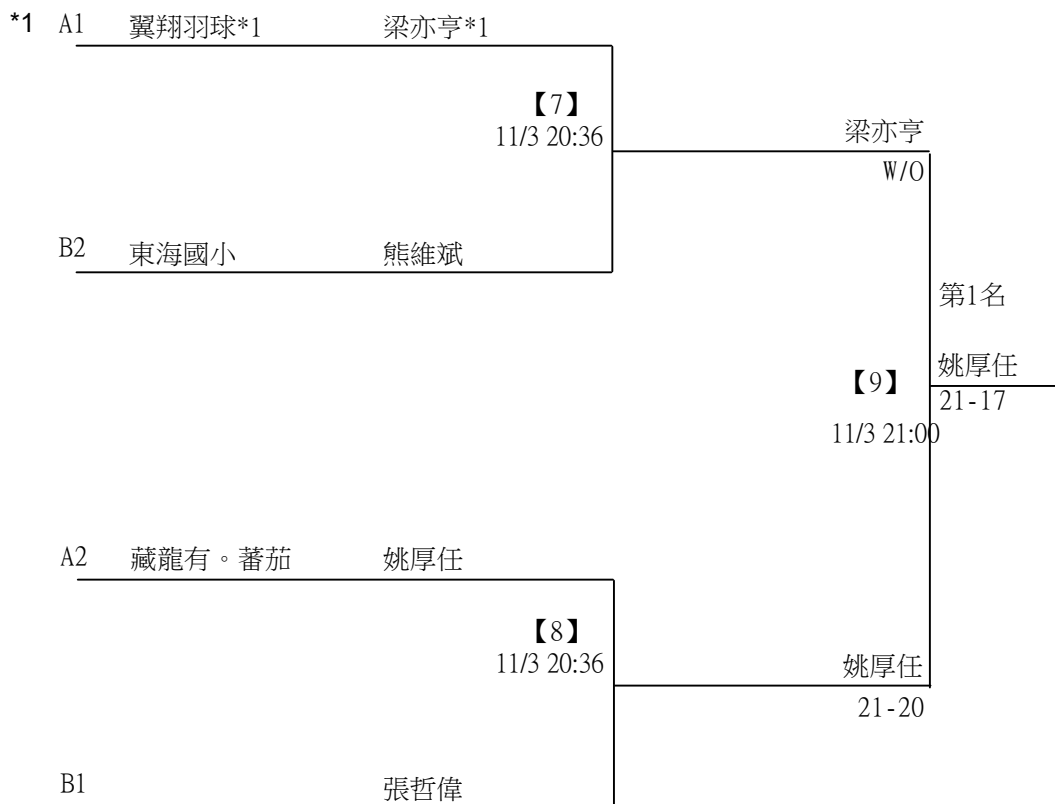 *1 A1 翼翔羽球*1 梁亦亨*1
【7】
11/3 20:36
梁亦亨
W/O
B2 東海國小 熊維斌
第1名
【9】
姚厚任
21-17
11/3 21:00
A2 藏龍有。蕃茄 姚厚任
【8】
11/3 20:36
姚厚任
21-20
B1 張哲偉